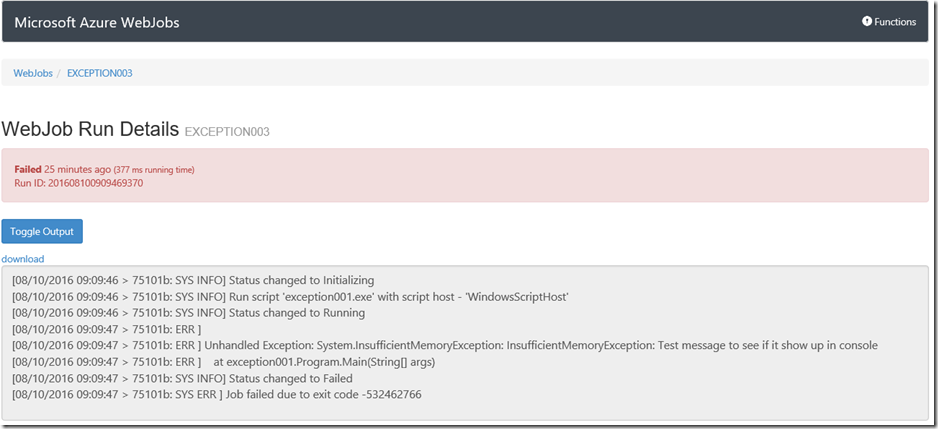 Microsoft Azure WebJobs
Functions
WebJobs / EXCEPTION003
WebJob Run Details EXCEPTION003
Failed 25 minutes ago (377 ms running time)
Run ID: 201608100909469370
Toggle Output
download
[08/10/2016 09:09:46 > 75101b: SYS INFO] Status changed to Initializing
[08/10/2016 09:09:46 > 75101b: SYS INFO] Run script 'exception001.exe' with script host - 'WindowsScriptHost'
[08/10/2016 09:09:46 > 75101b: SYS INFO] Status changed to Running
[08/10/2016 09:09:47 > 75101b: ERR ]
[08/10/2016 09:09:47 > 75101b: ERR ] Unhandled Exception: System.InsufficientMemoryException: InsufficientMemoryException: Test message to see if it show up in console
[08/10/2016 09:09:47 > 75101b: ERR ]    at exception001.Program.Main(String[] args)
[08/10/2016 09:09:47 > 75101b: SYS INFO] Status changed to Failed
[08/10/2016 09:09:47 > 75101b: SYS ERR ] Job failed due to exit code -532462766